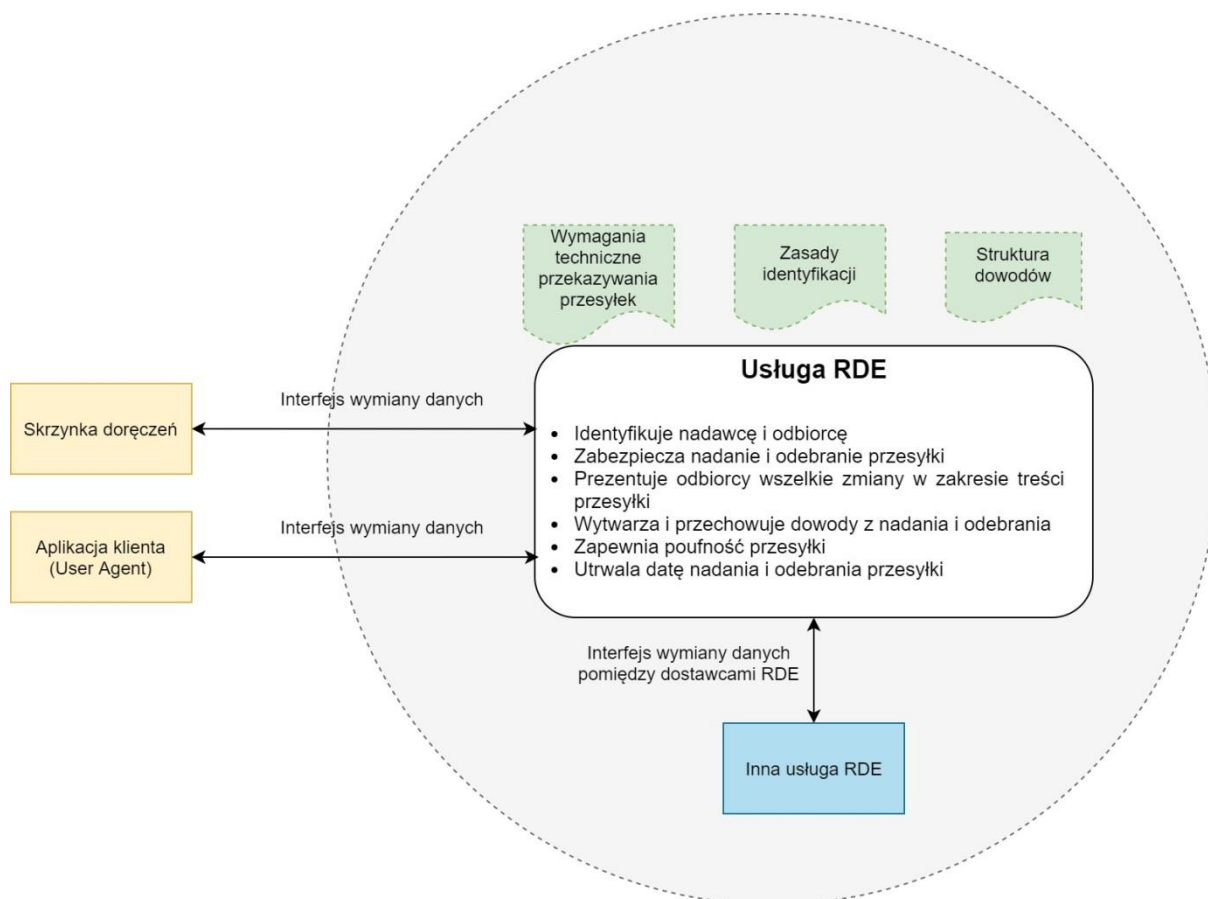 Wymagania
techniczne
przekazywania
przesyłek
Zasady
identyfikacji
Struktura
dowodów
Usługa RDE
Skrzynka doręczeń
Interfejs wymiany danych
• Identyfikuje nadawcę i odbiorcę
• Zabezpiecza nadanie i odebranie przesyłki
• Prezentuje odbiorcy wszelkie zmiany w zakresie treści
przesyłki
• Wytwarza i przechowuje dowody z nadania i odebrania
• Zapewnia poufność przesyłki
• Utrwala datę nadania i odebrania przesyłki
Interfejs wymiany danych
Aplikacja klienta
(User Agent)
Interfejs wymiany danych
pomiędzy dostawcami RDE
Inna usługa RDE